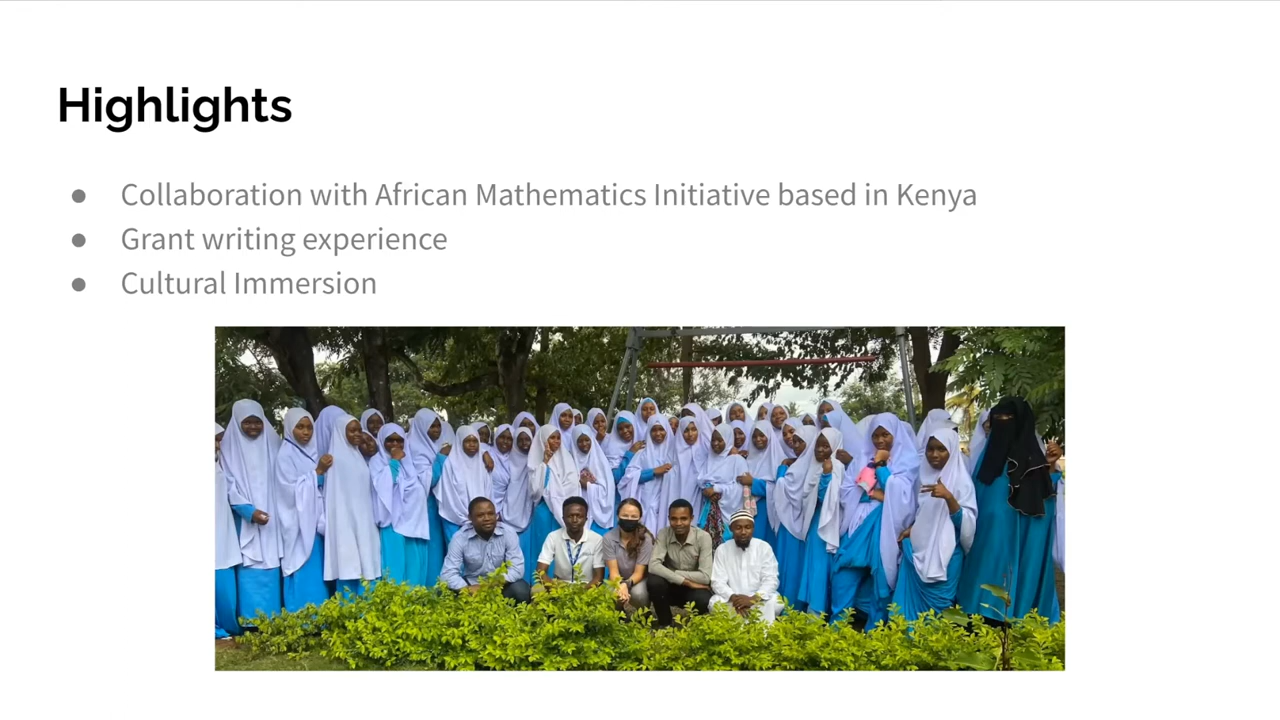 Highlights
● Collaboration with African Mathematics Initiative based in Kenya
● Grant writing experience
● Cultural Immersion